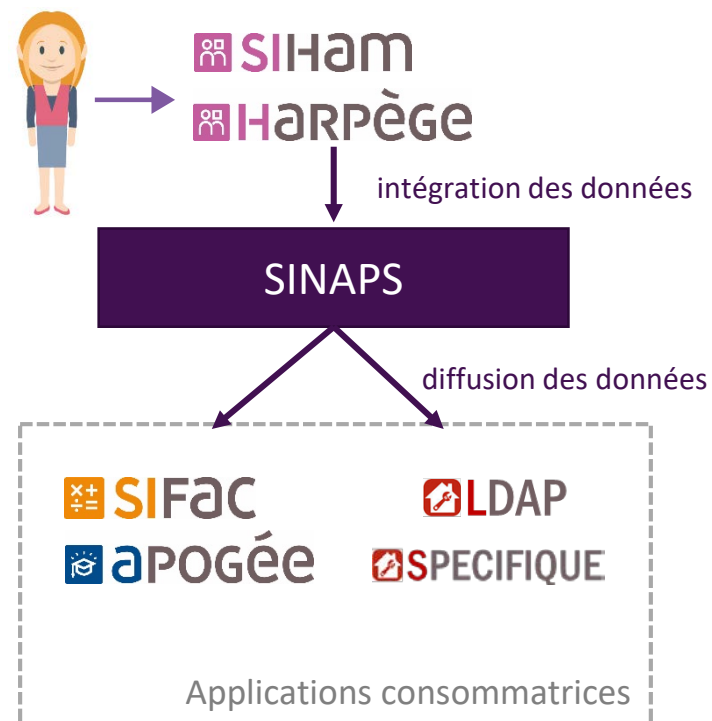 SIHam
HaRPèGe
intégration des données
SINAPS
diffusion des données
SIFac
LDAP
aPOGée
SPECIFIQUE
Applications consommatrices